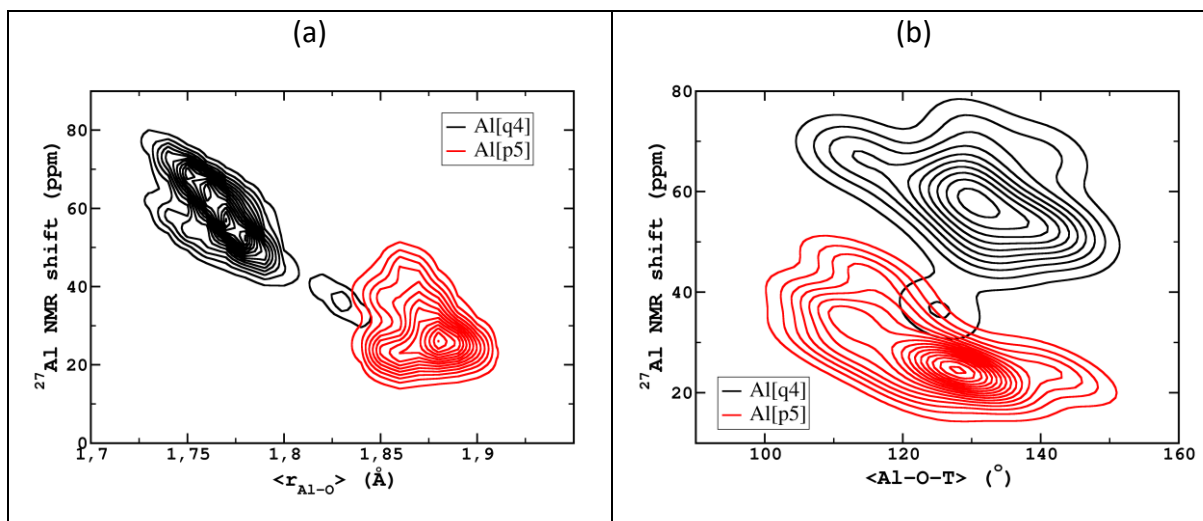 (a)
(b)
²⁷Al NMR shift (ppm)
80
60
40
20
0
1,7
1,75
1,8
1,85
1,9
<r_Al-O> (Å)
Al[q4]
Al[p5]
²⁷Al NMR shift (ppm)
80
60
40
20
100
120
140
160
<Al-O-T> (°)
Al[q4]
Al[p5]